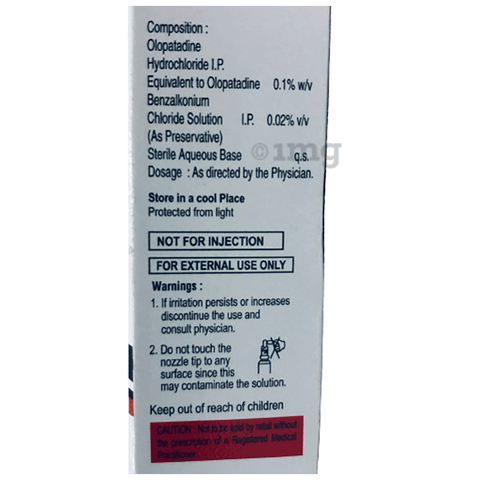 Composition :
Olopatadine
Hydrochloride I.P.
Equivalent to Olopatadine 0.1% w/v
Benzalkonium
Chloride Solution I.P. 0.02% v/v
(As Preservative)
Sterile Aqueous Base q.s.
Dosage : As directed by the Physician.
Store in a cool Place
Protected from light
NOT FOR INJECTION
FOR EXTERNAL USE ONLY
Warnings :
1. If irritation persists or increases
discontinue the use and
consult physician.
2. Do not touch the
nozzle tip to any
surface since this
may contaminate the solution.
Keep out of reach of children
CAUTION : Not to be sold by retail without
the prescription of a Registered Medical
Practitioner.
©1mg